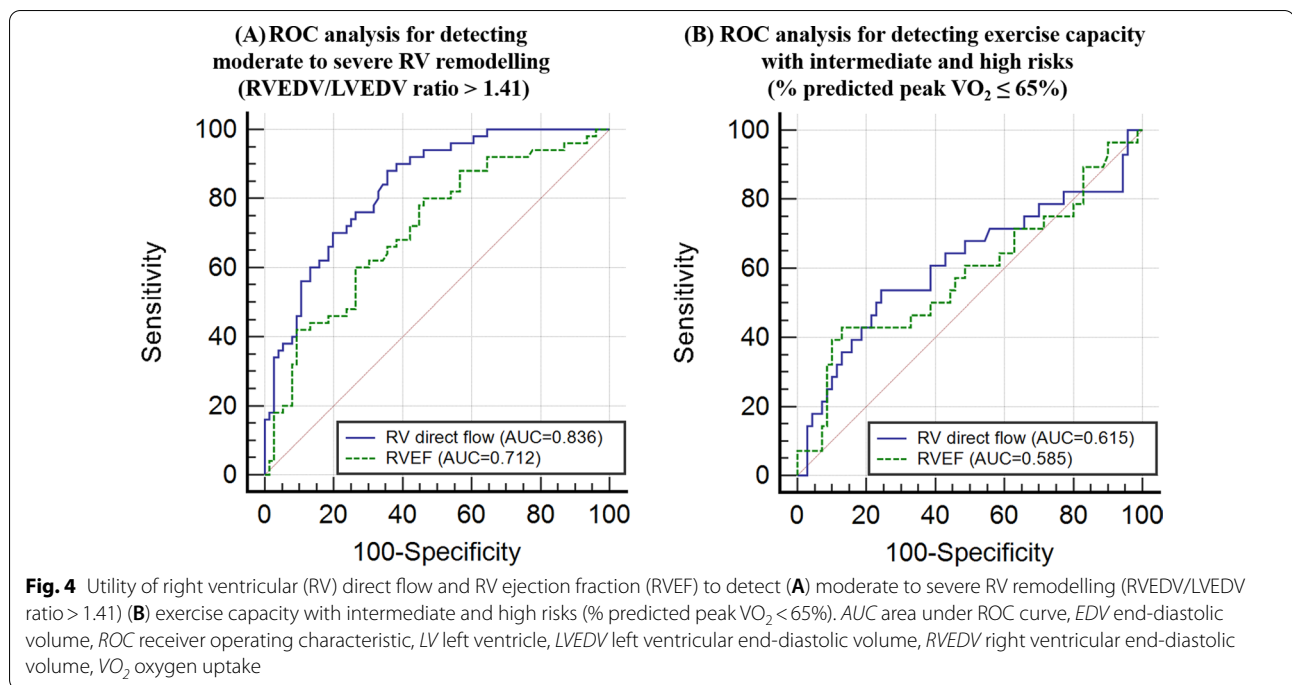 (A) ROC analysis for detecting
moderate to severe RV remodelling
(RVEDV/LVEDV ratio > 1.41)
100
80
60
40
20
0
Sensitivity
RV direct flow (AUC=0.836)
RVEF (AUC=0.712)
0 20 40 60 80 100
100-Specificity
(B) ROC analysis for detecting exercise capacity
with intermediate and high risks
(% predicted peak VO₂ ≤ 65%)
100
80
60
40
20
0
Sensitivity
RV direct flow (AUC=0.615)
RVEF (AUC=0.585)
0 20 40 60 80 100
100-Specificity
Fig. 4 Utility of right ventricular (RV) direct flow and RV ejection fraction (RVEF) to detect (A) moderate to severe RV remodelling (RVEDV/LVEDV
ratio > 1.41) (B) exercise capacity with intermediate and high risks (% predicted peak VO₂ < 65%). AUC area under ROC curve, EDV end-diastolic
volume, ROC receiver operating characteristic, LV left ventricle, LVEDV left ventricular end-diastolic volume, RVEDV right ventricular end-diastolic
volume, VO₂ oxygen uptake